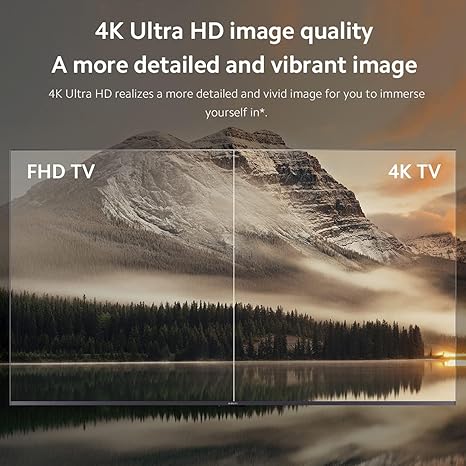 4K Ultra HD image quality
A more detailed and vibrant image
4K Ultra HD realizes a more detailed and vivid image for you to immerse
yourself in*.
FHD TV
4K TV